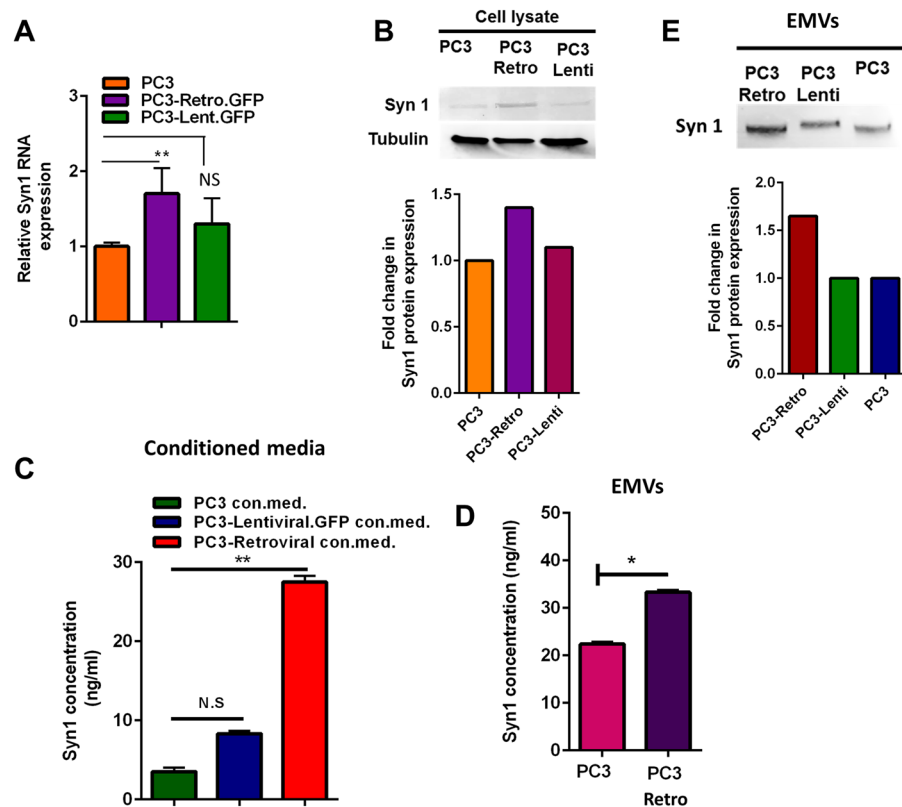 A
PC3
PC3-Retro.GFP
PC3-Lent.GFP
Relative Syn1 RNA
expression
3
2
1
0
**
NS
B
Cell lysate
PC3
PC3
Retro
PC3
Lenti
Syn 1
Tubulin
Fold change in
Syn1 protein expression
1.5
1.0
0.5
0.0
PC3
PC3-Retro
PC3-Lenti
E
EMVs
PC3
Retro
PC3
Lenti
PC3
Syn 1
Fold change in
Syn1 protein expression
2.0
1.5
1.0
0.5
0.0
PC3-Retro
PC3-Lenti
PC3
C
Conditioned media
PC3 con.med.
PC3-Lentiviral.GFP con.med.
PC3-Retroviral con.med.
Syn1 concentration
(ng/ml)
30
20
10
0
**
N.S
D
EMVs
Syn1 concentration (ng/ml)
50
40
30
20
10
0
*
PC3
PC3
Retro